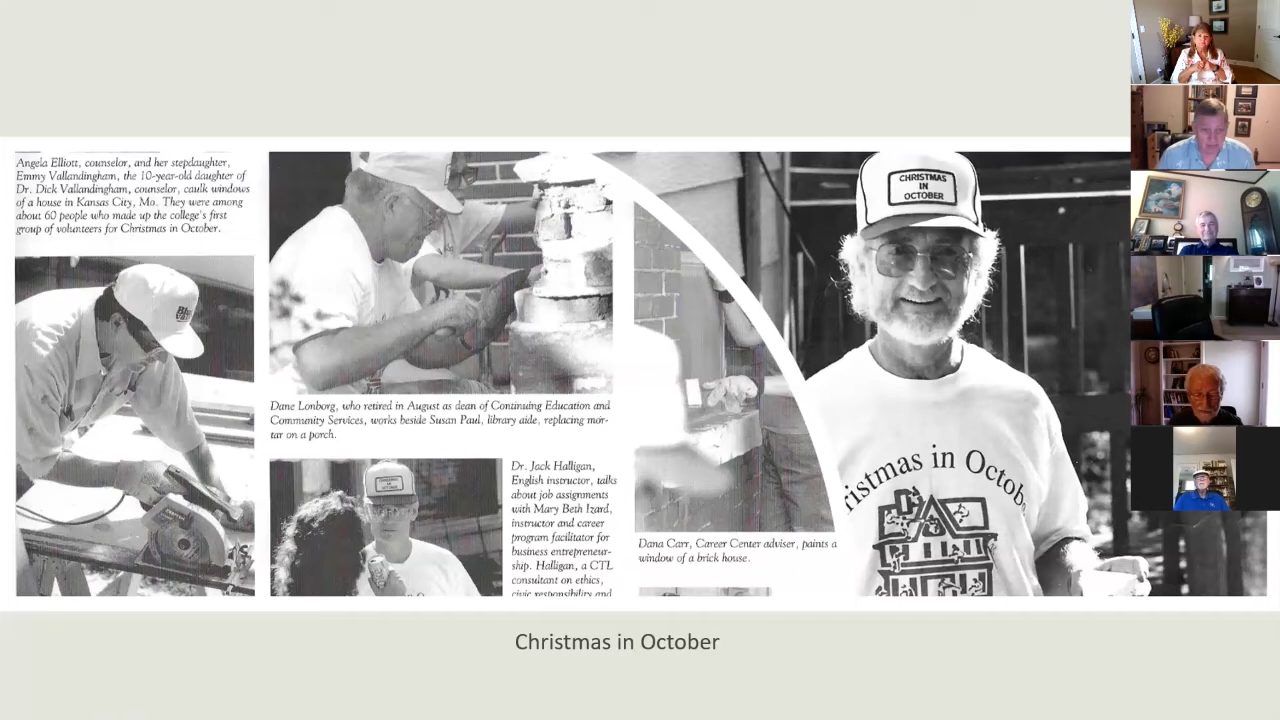 Angela Elliott, counselor, and her stepdaughter,
Emmy Vallandingham, the 10-year-old daughter of
Dr. Dick Vallandingham, counselor, caulk windows
of a house in Kansas City, Mo. They were among
about 60 people who made up the college's first
group of volunteers for Christmas in October.
Dane Lonborg, who retired in August as dean of Continuing Education and
Community Services, works beside Susan Paul, library aide, replacing mor-
tar on a porch.
Dr. Jack Halligan,
English instructor, talks
about job assignments
with Mary Beth Izard,
instructor and career
program facilitator for
business entrepreneur-
ship. Halligan, a CTL
consultant on ethics,
civic responsibility and
Dana Carr, Career Center adviser, paints a
window of a brick house.
CHRISTMAS
IN
OCTOBER
ristmas in Octob
CHRISTMAS
IN
OCTOBER
Christmas in October